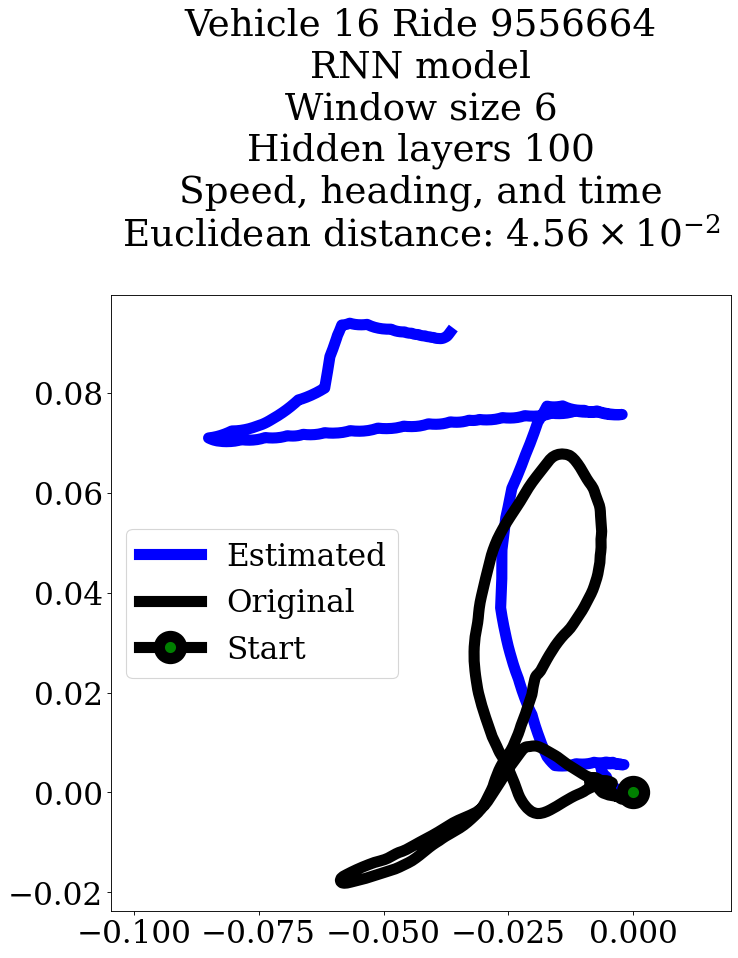 Vehicle 16 Ride 9556664
RNN model
Window size 6
Hidden layers 100
Speed, heading, and time
Euclidean distance: 4.56 × 10⁻²
0.08
0.06
0.04
0.02
0.00
−0.02
Estimated
Original
Start
−0.100 −0.075 −0.050 −0.025 0.000